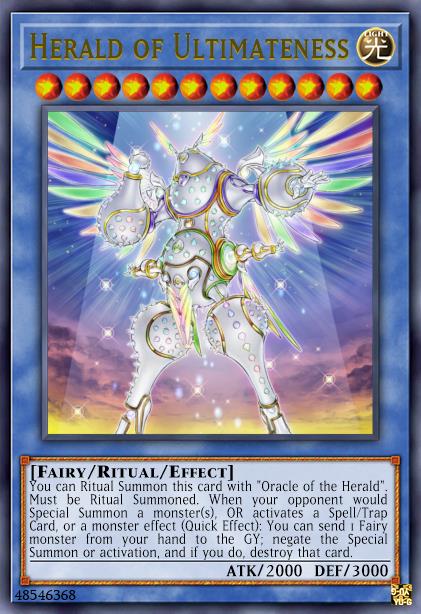 HERALD OF ULTIMATENESS
LIGHT
光
[FAIRY/RITUAL/EFFECT]
You can Ritual Summon this card with "Oracle of the Herald".
Must be Ritual Summoned. When your opponent would
Special Summon a monster(s), OR activates a Spell/Trap
Card, or a monster effect (Quick Effect): You can send 1 Fairy
monster from your hand to the GY; negate the Special
Summon or activation, and if you do, destroy that card.
ATK/2000 DEF/3000
48546368